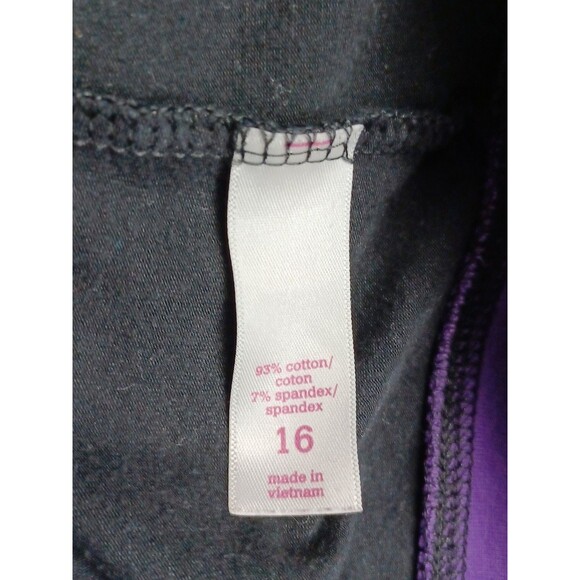 93% cotton/
coton
7% spandex/
spandex
16
made in
vietnam